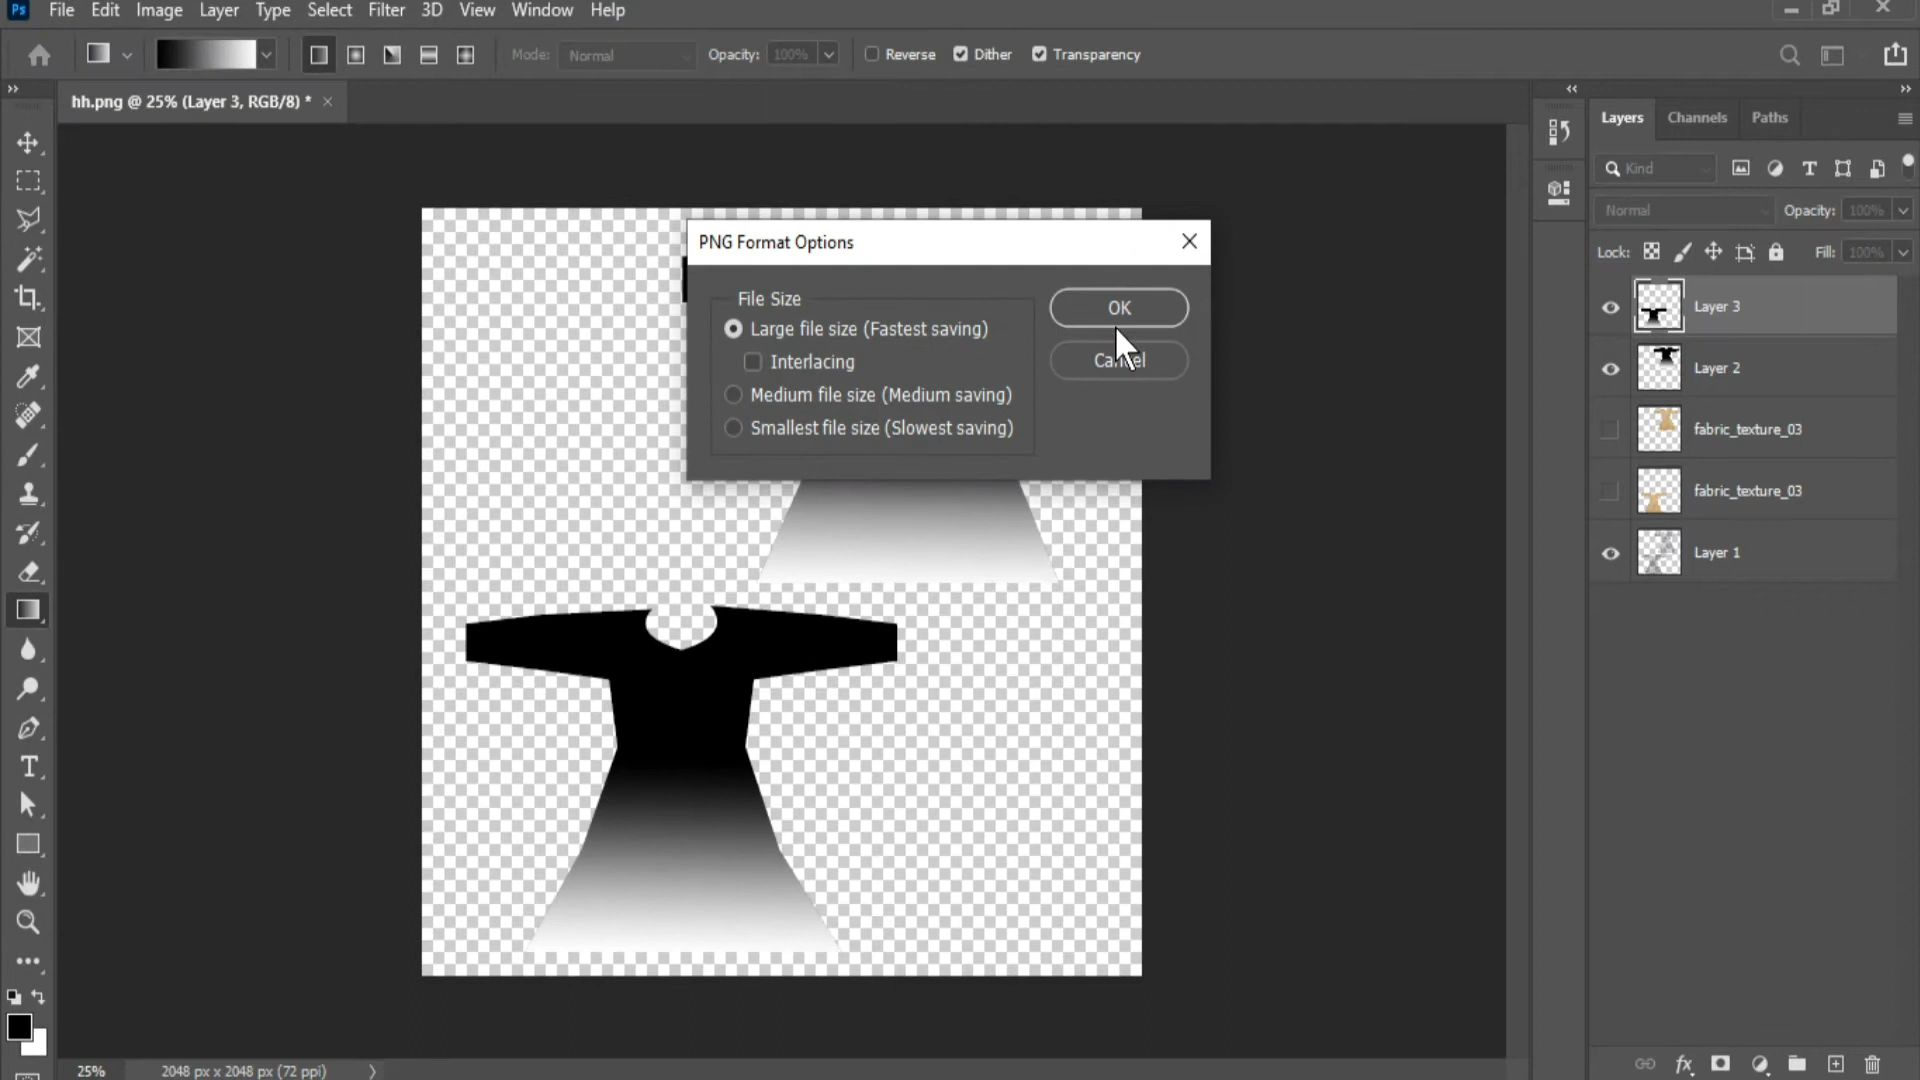 Ps File Edit Image Layer Type Select Filter 3D View Window Help
Mode: Normal Opacity: 100% Reverse Dither Transparency
hh.png @ 25% (Layer 3, RGB/8) * ×
Layers Channels Paths
Kind
Normal Opacity: 100%
Lock: Fill: 100%
PNG Format Options
File Size
Large file size (Fastest saving)
Interlacing
Medium file size (Medium saving)
Smallest file size (Slowest saving)
OK
Cancel
Layer 3
Layer 2
fabric_texture_03
fabric_texture_03
Layer 1
25% 2048 px x 2048 px (72 ppi)